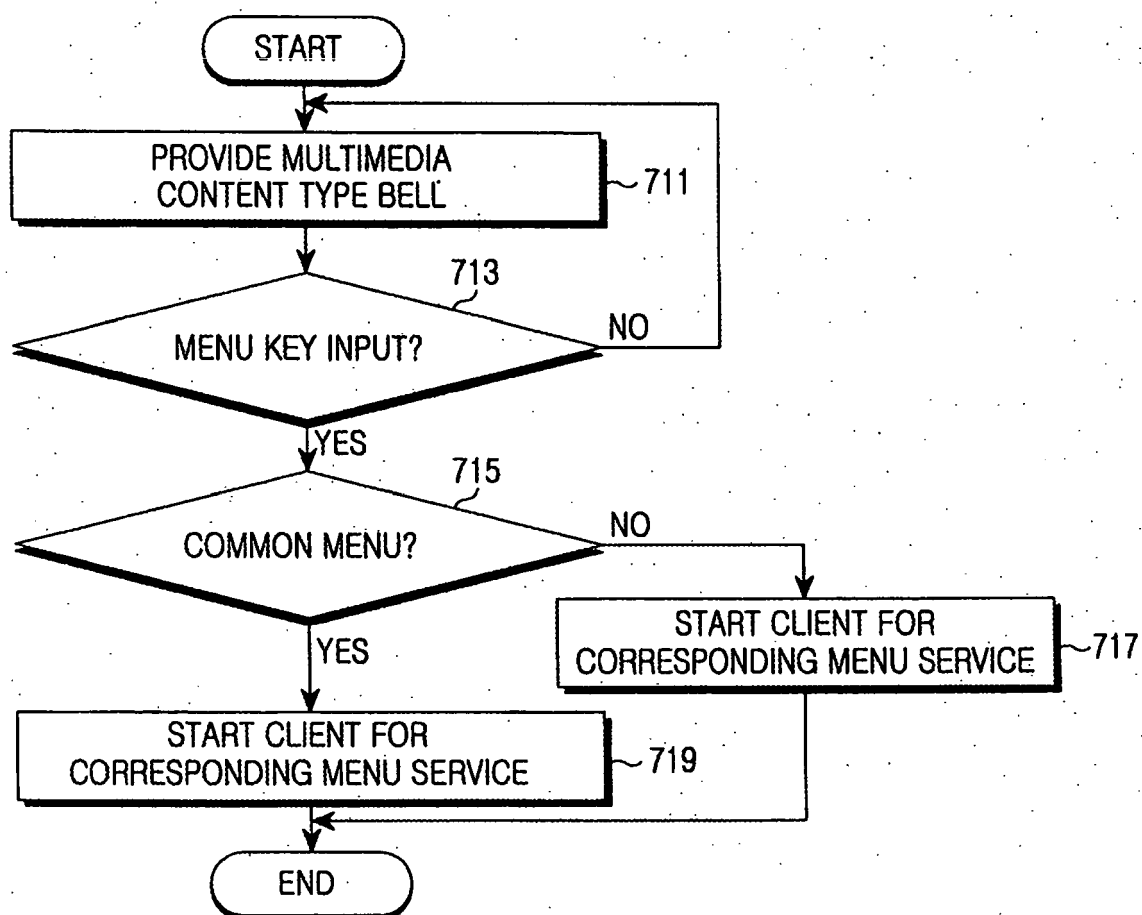 START
PROVIDE MULTIMEDIA
CONTENT TYPE BELL
711
713
MENU KEY INPUT?
NO
YES
715
COMMON MENU?
NO
YES
START CLIENT FOR
CORRESPONDING MENU SERVICE
717
START CLIENT FOR
CORRESPONDING MENU SERVICE
719
END